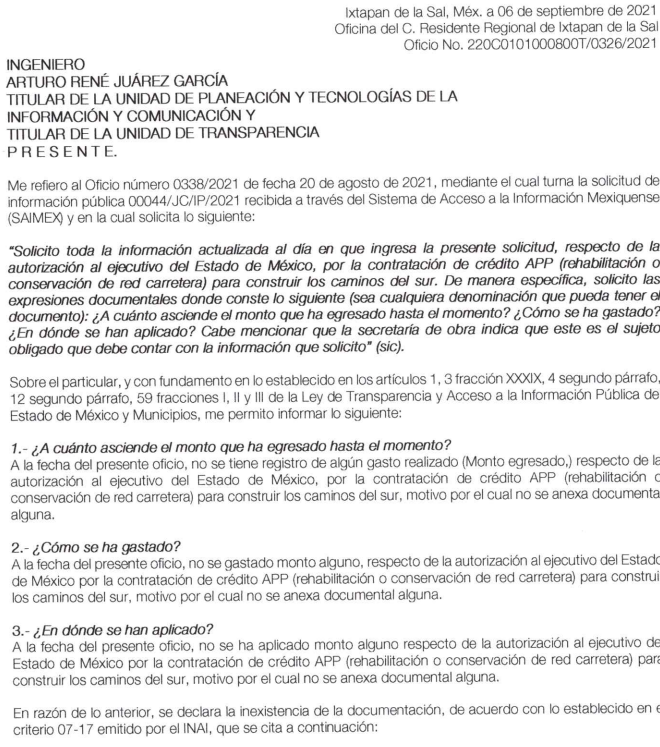 Ixtapan de la Sal, Méx. a 06 de septiembre de 2021
Oficina del C. Residente Regional de Ixtapan de la Sal
Oficio No. 220C0101000800T/0326/2021
INGENIERO
ARTURO RENÉ JUÁREZ GARCÍA
TITULAR DE LA UNIDAD DE PLANEACIÓN Y TECNOLOGÍAS DE LA
INFORMACIÓN Y COMUNICACIÓN Y
TITULAR DE LA UNIDAD DE TRANSPARENCIA
P R E S E N T E.
Me refiero al Oficio número 0338/2021 de fecha 20 de agosto de 2021, mediante el cual turna la solicitud de
información pública 00044/JC/IP/2021 recibida a través del Sistema de Acceso a la Información Mexiquense
(SAIMEX) y en la cual solicita lo siguiente:
"Solicito toda la información actualizada al día en que ingresa la presente solicitud, respecto de la
autorización al ejecutivo del Estado de México, por la contratación de crédito APP (rehabilitación o
conservación de red carretera) para construir los caminos del sur. De manera específica, solicito las
expresiones documentales donde conste lo siguiente (sea cualquiera denominación que pueda tener el
documento): ¿A cuánto asciende el monto que ha egresado hasta el momento? ¿Cómo se ha gastado?
¿En dónde se han aplicado? Cabe mencionar que la secretaría de obra indica que este es el sujeto
obligado que debe contar con la información que solicito" (sic).
Sobre el particular, y con fundamento en lo establecido en los artículos 1, 3 fracción XXXIX, 4 segundo párrafo,
12 segundo párrafo, 59 fracciones I, II y III de la Ley de Transparencia y Acceso a la Información Pública de
Estado de México y Municipios, me permito informar lo siguiente:
1.- ¿A cuánto asciende el monto que ha egresado hasta el momento?
A la fecha del presente oficio, no se tiene registro de algún gasto realizado (Monto egresado,) respecto de la
autorización al ejecutivo del Estado de México, por la contratación de crédito APP (rehabilitación o
conservación de red carretera) para construir los caminos del sur, motivo por el cual no se anexa documental
alguna.
2.- ¿Cómo se ha gastado?
A la fecha del presente oficio, no se gastado monto alguno, respecto de la autorización al ejecutivo del Estado
de México por la contratación de crédito APP (rehabilitación o conservación de red carretera) para construir
los caminos del sur, motivo por el cual no se anexa documental alguna.
3.- ¿En dónde se han aplicado?
A la fecha del presente oficio, no se ha aplicado monto alguno respecto de la autorización al ejecutivo de
Estado de México por la contratación de crédito APP (rehabilitación o conservación de red carretera) para
construir los caminos del sur, motivo por el cual no se anexa documental alguna.
En razón de lo anterior, se declara la inexistencia de la documentación, de acuerdo con lo establecido en e
criterio 07-17 emitido por el INAI, que se cita a continuación: